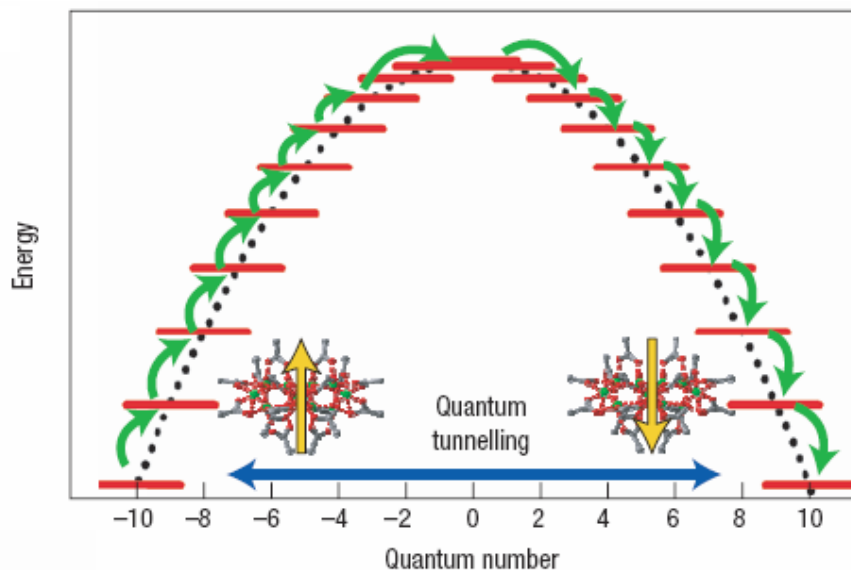 Energy
Quantum
tunnelling
–10 –8 –6 –4 –2 0 2 4 6 8 10
Quantum number